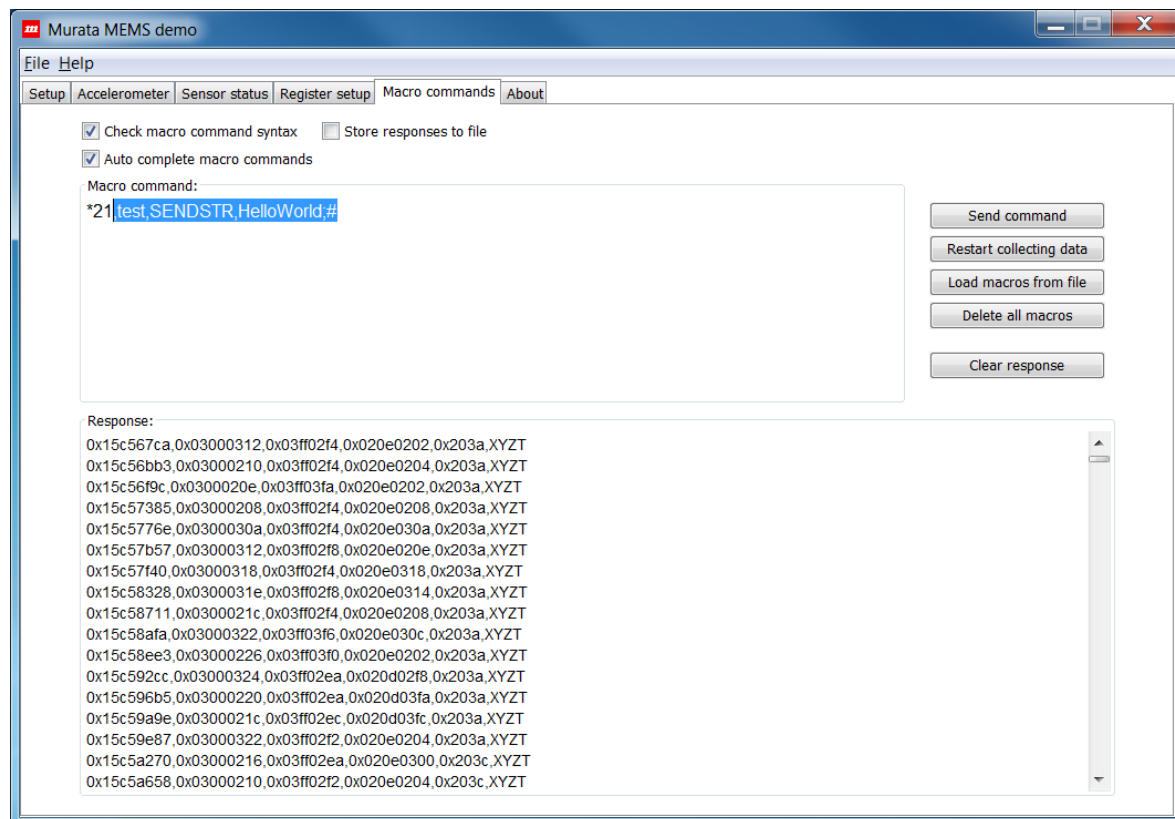 Murata MEMS demo
File Help
Setup Accelerometer Sensor status Register setup Macro commands About
Check macro command syntax Store responses to file
Auto complete macro commands
Macro command:
*21,test,SENDSTR,HelloWorld;#
Send command
Restart collecting data
Load macros from file
Delete all macros
Clear response
Response:
0x15c567ca,0x03000312,0x03ff02f4,0x020e0202,0x203a,XYZT
0x15c56bb3,0x03000210,0x03ff02f4,0x020e0204,0x203a,XYZT
0x15c56f9c,0x0300020e,0x03ff03fa,0x020e0202,0x203a,XYZT
0x15c57385,0x03000208,0x03ff02f4,0x020e0208,0x203a,XYZT
0x15c5776e,0x0300030a,0x03ff02f4,0x020e030a,0x203a,XYZT
0x15c57b57,0x03000312,0x03ff02f8,0x020e020e,0x203a,XYZT
0x15c57f40,0x03000318,0x03ff02f4,0x020e0318,0x203a,XYZT
0x15c58328,0x0300031e,0x03ff02f8,0x020e0314,0x203a,XYZT
0x15c58711,0x0300021c,0x03ff02f4,0x020e0208,0x203a,XYZT
0x15c58afa,0x03000322,0x03ff03f6,0x020e030c,0x203a,XYZT
0x15c58ee3,0x03000226,0x03ff03f0,0x020e0202,0x203a,XYZT
0x15c592cc,0x03000324,0x03ff02ea,0x020d02f8,0x203a,XYZT
0x15c596b5,0x03000220,0x03ff02ea,0x020d03fa,0x203a,XYZT
0x15c59a9e,0x0300021c,0x03ff02ec,0x020d03fc,0x203a,XYZT
0x15c59e87,0x03000322,0x03ff02f2,0x020e0204,0x203a,XYZT
0x15c5a270,0x03000216,0x03ff02ea,0x020e0300,0x203c,XYZT
0x15c5a658,0x03000210,0x03ff02f2,0x020e0204,0x203c,XYZT